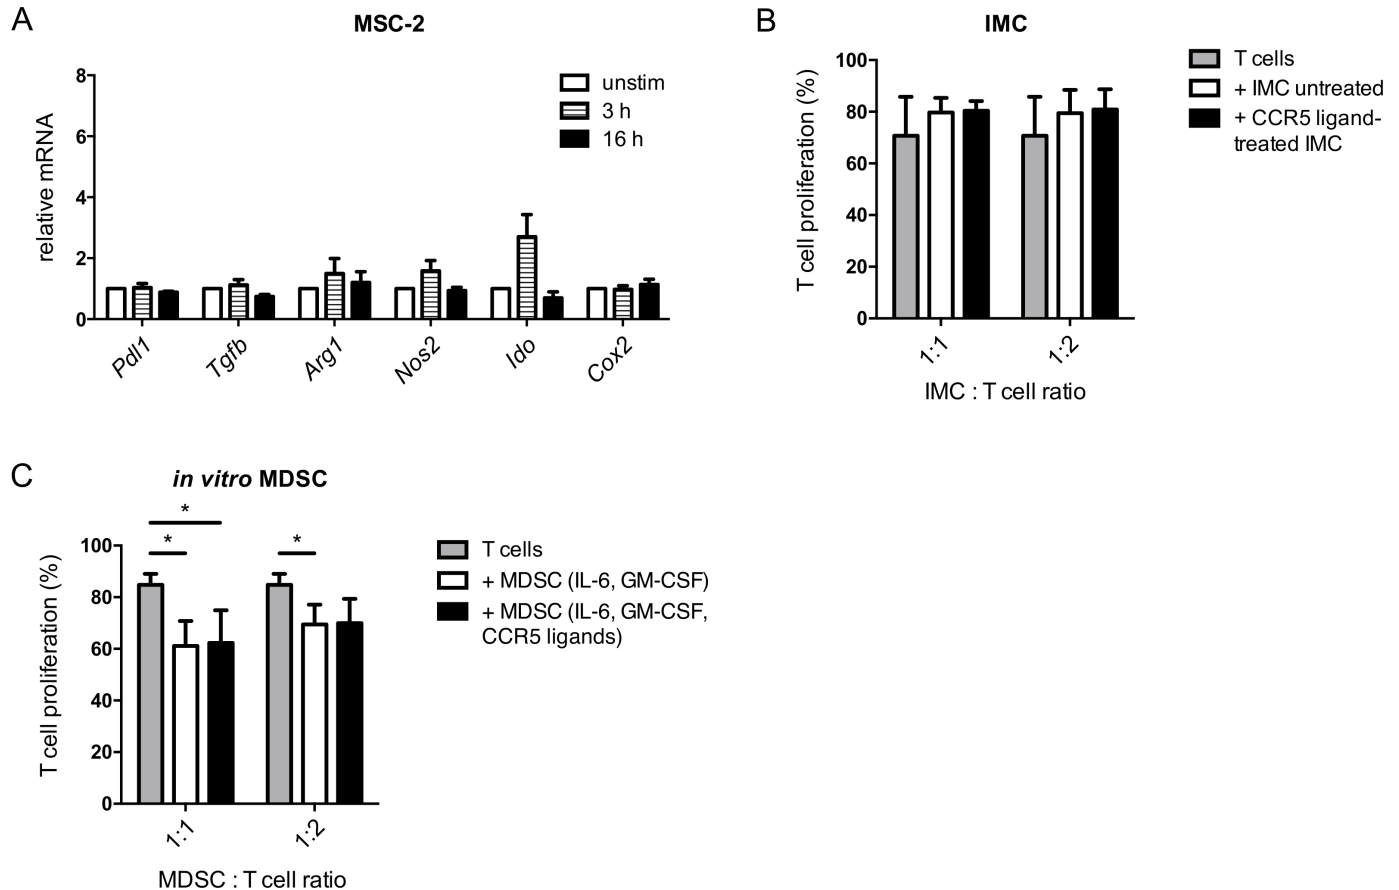 A
MSC-2
8
6
4
2
0
relative mRNA
unstim
3 h
16 h
Pdl1
Tgfb
Arg1
Nos2
Ido
Cox2
B
IMC
100
80
60
40
20
0
T cell proliferation (%)
T cells
+ IMC untreated
+ CCR5 ligand-
treated IMC
1:1
1:2
IMC : T cell ratio
C
in vitro MDSC
*
*
*
100
80
60
40
20
0
T cell proliferation (%)
T cells
+ MDSC (IL-6, GM-CSF)
+ MDSC (IL-6, GM-CSF,
CCR5 ligands)
1:1
1:2
MDSC : T cell ratio